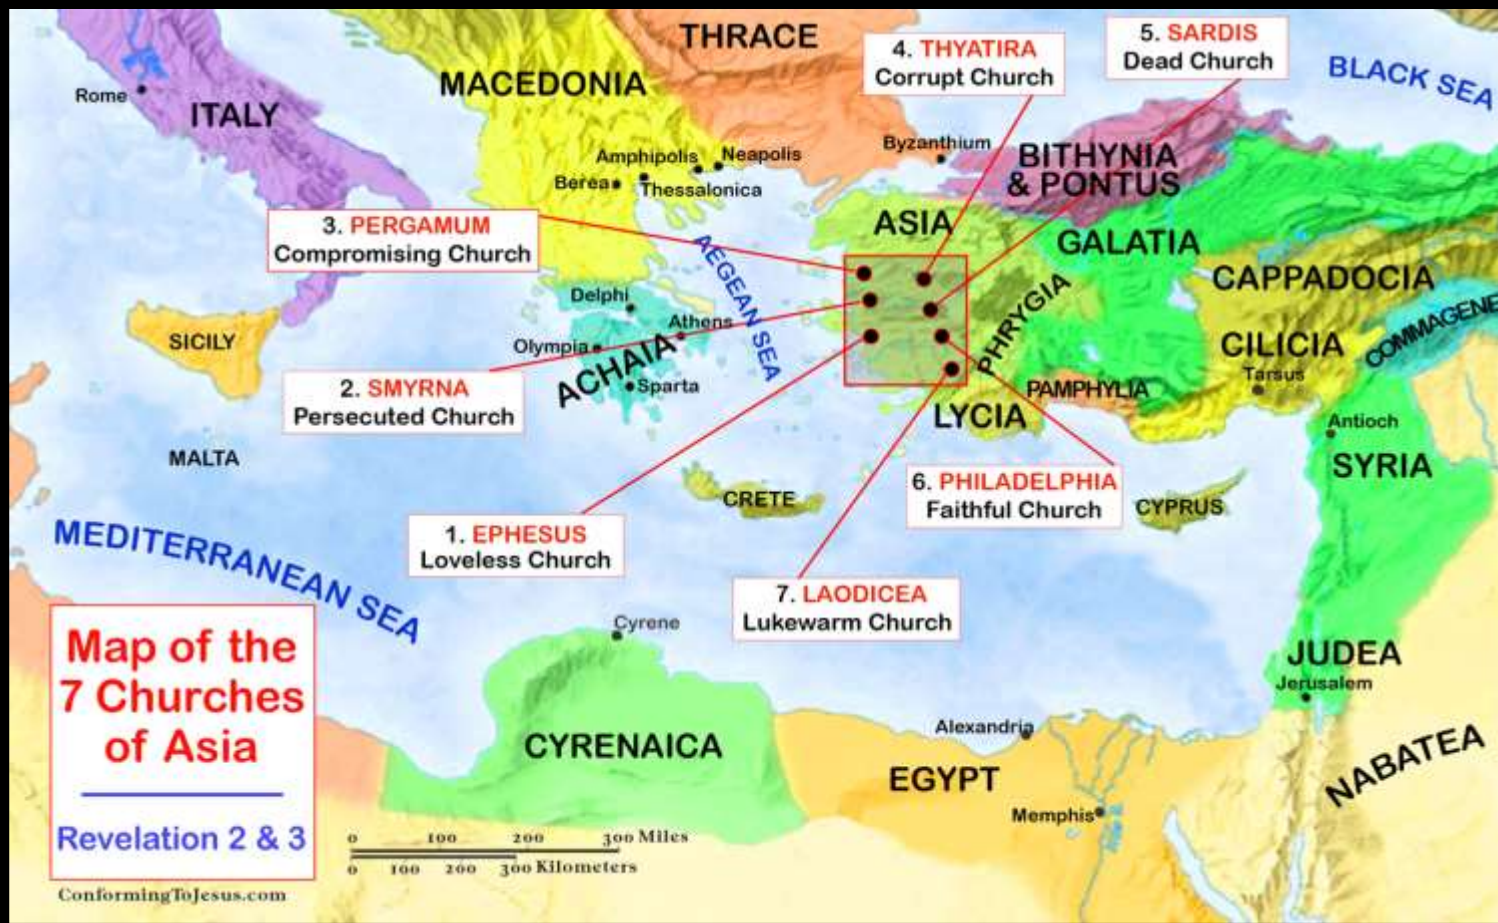 THRACE
4. THYATIRA
Corrupt Church
5. SARDIS
Dead Church
BLACK SEA
MACEDONIA
Rome
ITALY
Byzanthium
BITHYNIA
& PONTUS
Amphipolis
Neapolis
Berea
Thessalonica
3. PERGAMUM
Compromising Church
ASIA
GALATIA
CAPPADOCIA
AEGEAN SEA
PHRYGIA
COMMAGENE
Delphi
Athens
SICILY
Olympia
ACHAIA
CILICIA
Tarsus
2. SMYRNA
Persecuted Church
Sparta
PAMPHYLIA
LYCIA
Antioch
MALTA
SYRIA
CRETE
6. PHILADELPHIA
Faithful Church
CYPRUS
1. EPHESUS
Loveless Church
MEDITERRANEAN SEA
7. LAODICEA
Lukewarm Church
Cyrene
Map of the
7 Churches
of Asia
Revelation 2 & 3
JUDEA
Jerusalem
CYRENAICA
Alexandria
EGYPT
NABATEA
Memphis
0 100 200 300 Miles
0 100 200 300 Kilometers
ConformingToJesus.com